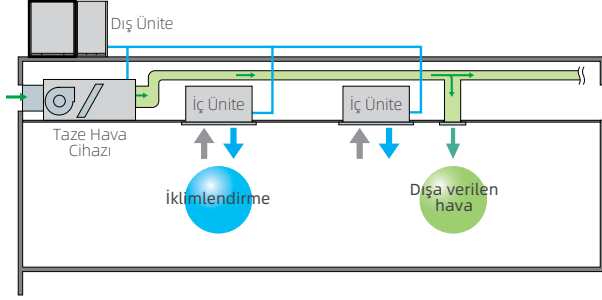 Dış Ünite
İç Ünite
İç Ünite
Taze Hava
Cihazı
İklimlendirme
Dışa verilen
hava